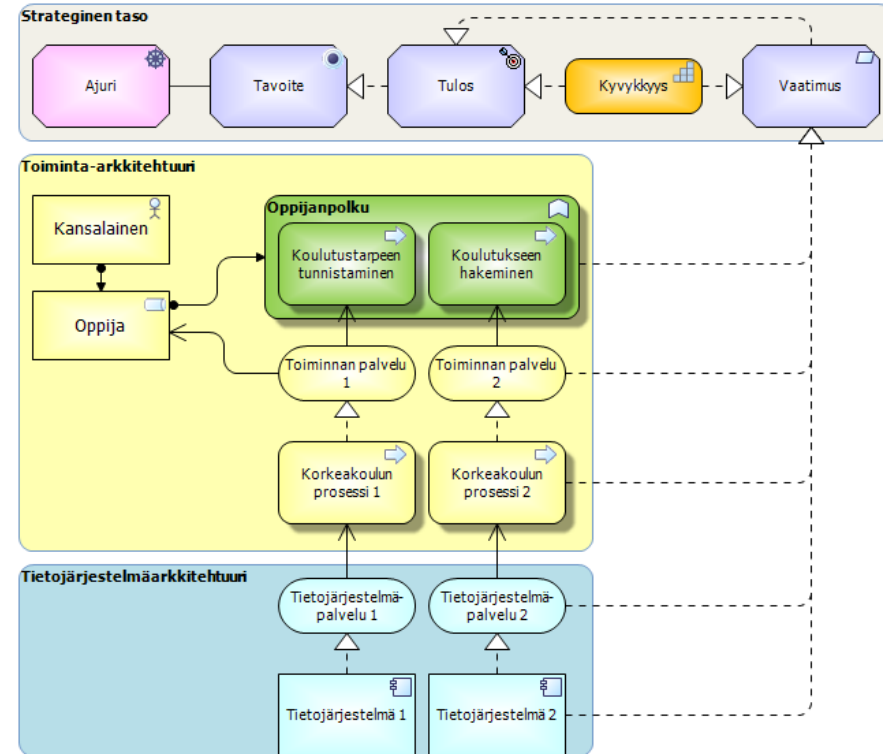 Strateginen taso
Ajuri
Tavoite
Tulos
Kyvykkyys
Vaatimus
Toiminta-arkkitehtuuri
Kansalainen
Oppija
Oppijanpolku
Koulutustarpeen
tunnistaminen
Koulutukseen
hakeminen
Toiminnan palvelu
1
Toiminnan palvelu
2
Korkeakoulun
prosessi 1
Korkeakoulun
prosessi 2
Tietojärjestelmäarkkitehtuuri
Tietojärjestelmä-
palvelu 1
Tietojärjestelmä-
palvelu 2
Tietojärjestelmä 1
Tietojärjestelmä 2